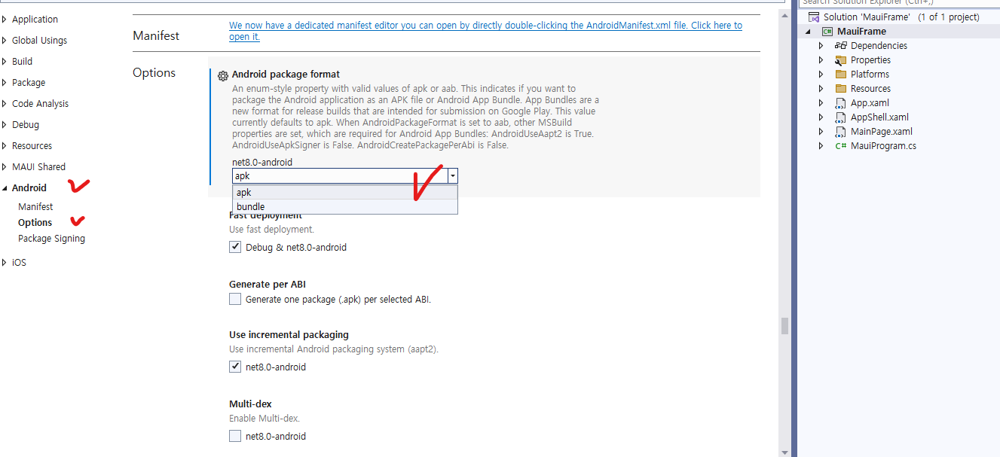 Search Solution Explorer (Ctrl+;)
Application
Global Usings
Build
Package
Code Analysis
Debug
Resources
MAUI Shared
Android
Manifest
Options
Package Signing
iOS
Manifest
We now have a dedicated manifest editor you can open by directly double-clicking the AndroidManifest.xml file. Click here to
open it.
Options
Android package format
An enum-style property with valid values of apk or aab. This indicates if you want to
package the Android application as an APK file or Android App Bundle. App Bundles are a
new format for release builds that are intended for submission on Google Play. This value
currently defaults to apk. When AndroidPackageFormat is set to aab, other MSBuild
properties are set, which are required for Android App Bundles: AndroidUseAapt2 is True.
AndroidUseApkSigner is False. AndroidCreatePackagePerAbi is False.
net8.0-android
apk
apk
bundle
Fast deployment
Use fast deployment.
Debug & net8.0-android
Generate per ABI
Generate one package (.apk) per selected ABI.
Use incremental packaging
Use incremental Android packaging system (aapt2).
net8.0-android
Multi-dex
Enable Multi-dex.
net8.0-android
Solution 'MauiFrame' (1 of 1 project)
C# MauiFrame
Dependencies
Properties
Platforms
Resources
App.xaml
AppShell.xaml
MainPage.xaml
C# MauiProgram.cs